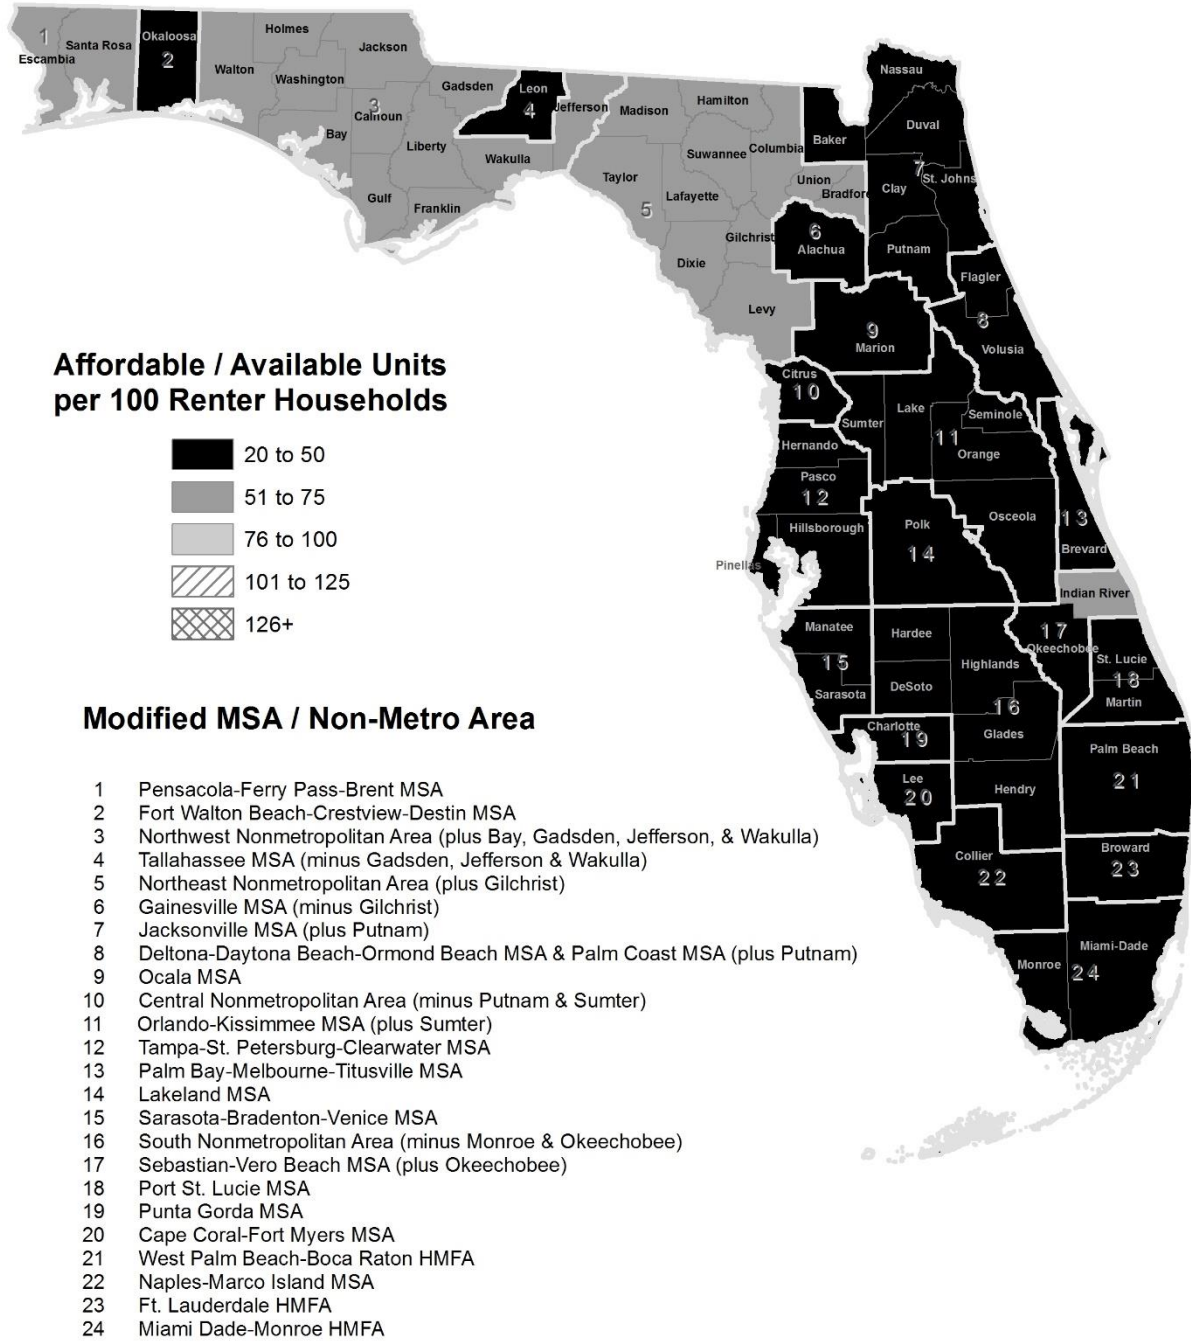 Holmes
1
Santa Rosa
Okaloosa
Jackson
Escambia
2
Walton
Washington
Gadsden
Leon
3
Calhoun
4
Jefferson
Madison
Hamilton
Nassau
Bay
Liberty
Suwannee
Columbia
Baker
Duval
Wakulla
Taylor
Union
7
Clay
St. Johns
Gulf
Franklin
Lafayette
Bradford
5
Gilchrist
6
Alachua
Putnam
Dixie
Flagler
Levy
8
9
Marion
Volusia
Citrus
10
Sumter
Lake
Seminole
11
Orange
Hernando
Pasco
12
Hillsborough
Polk
14
Osceola
13
Brevard
Pinellas
Indian River
Manatee
Hardee
17
Okeechobee
15
Highlands
St. Lucie
18
Sarasota
DeSoto
16
Martin
Charlotte
19
Glades
Palm Beach
Lee
20
Hendry
21
Collier
22
Broward
23
Monroe
Miami-Dade
24
Affordable / Available Units
per 100 Renter Households
20 to 50
51 to 75
76 to 100
101 to 125
126+
Modified MSA / Non-Metro Area
1 Pensacola-Ferry Pass-Brent MSA
2 Fort Walton Beach-Crestview-Destin MSA
3 Northwest Nonmetropolitan Area (plus Bay, Gadsden, Jefferson, & Wakulla)
4 Tallahassee MSA (minus Gadsden, Jefferson & Wakulla)
5 Northeast Nonmetropolitan Area (plus Gilchrist)
6 Gainesville MSA (minus Gilchrist)
7 Jacksonville MSA (plus Putnam)
8 Deltona-Daytona Beach-Ormond Beach MSA & Palm Coast MSA (plus Putnam)
9 Ocala MSA
10 Central Nonmetropolitan Area (minus Putnam & Sumter)
11 Orlando-Kissimmee MSA (plus Sumter)
12 Tampa-St. Petersburg-Clearwater MSA
13 Palm Bay-Melbourne-Titusville MSA
14 Lakeland MSA
15 Sarasota-Bradenton-Venice MSA
16 South Nonmetropolitan Area (minus Monroe & Okeechobee)
17 Sebastian-Vero Beach MSA (plus Okeechobee)
18 Port St. Lucie MSA
19 Punta Gorda MSA
20 Cape Coral-Fort Myers MSA
21 West Palm Beach-Boca Raton HMFA
22 Naples-Marco Island MSA
23 Ft. Lauderdale HMFA
24 Miami Dade-Monroe HMFA